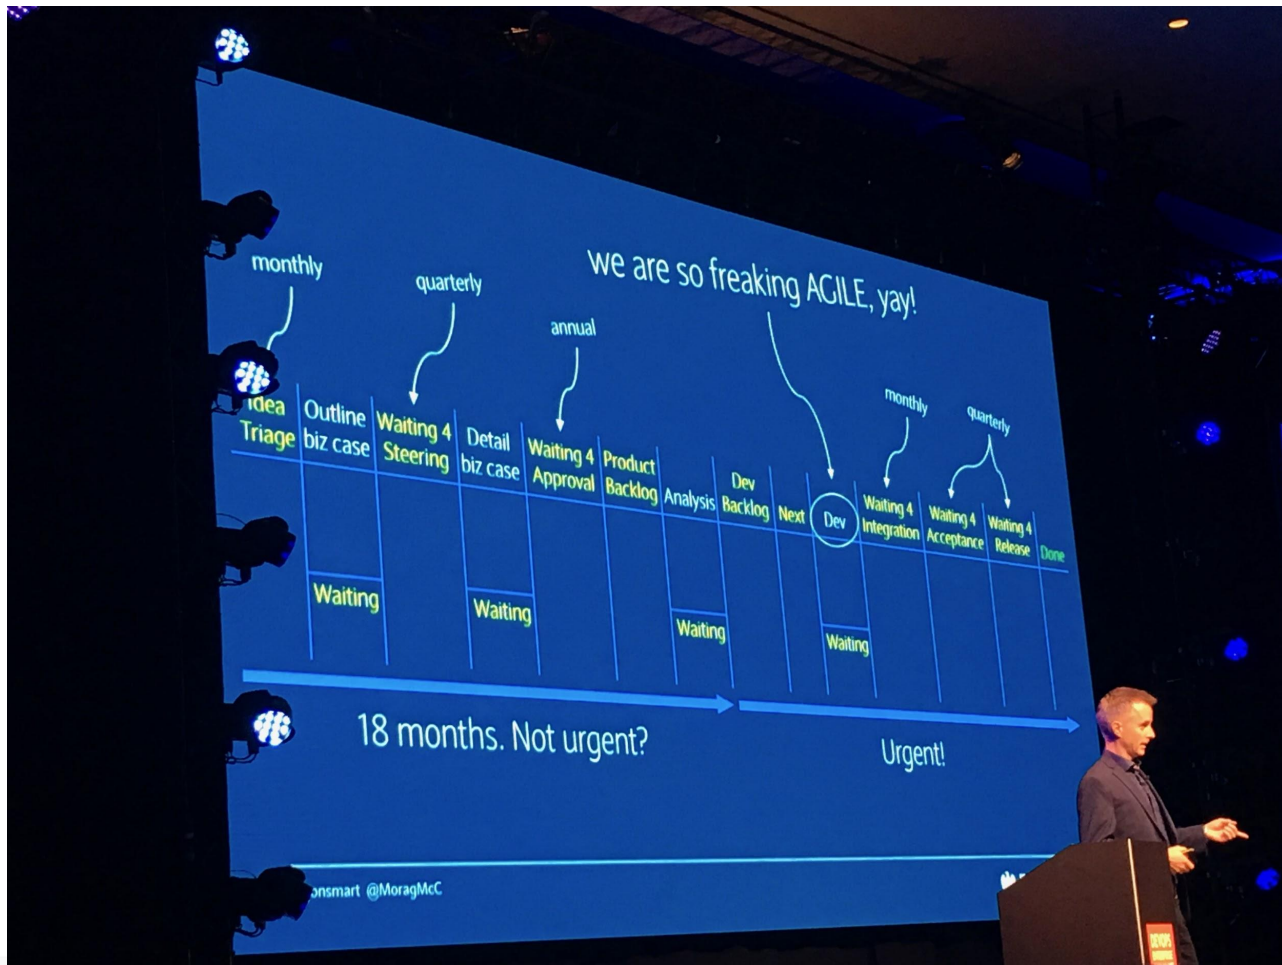 monthly
quarterly
annual
we are so freaking AGILE, yay!
monthly
quarterly
Idea
Triage
Outline
biz case
Waiting 4
Steering
Detail
biz case
Waiting 4
Approval
Product
Backlog
Analysis
Dev
Backlog
Next
Dev
Waiting 4
Integration
Waiting 4
Acceptance
Waiting 4
Release
Done
Waiting
Waiting
Waiting
Waiting
18 months. Not urgent?
Urgent!
onsmart @MoragMcC
DEVOPS